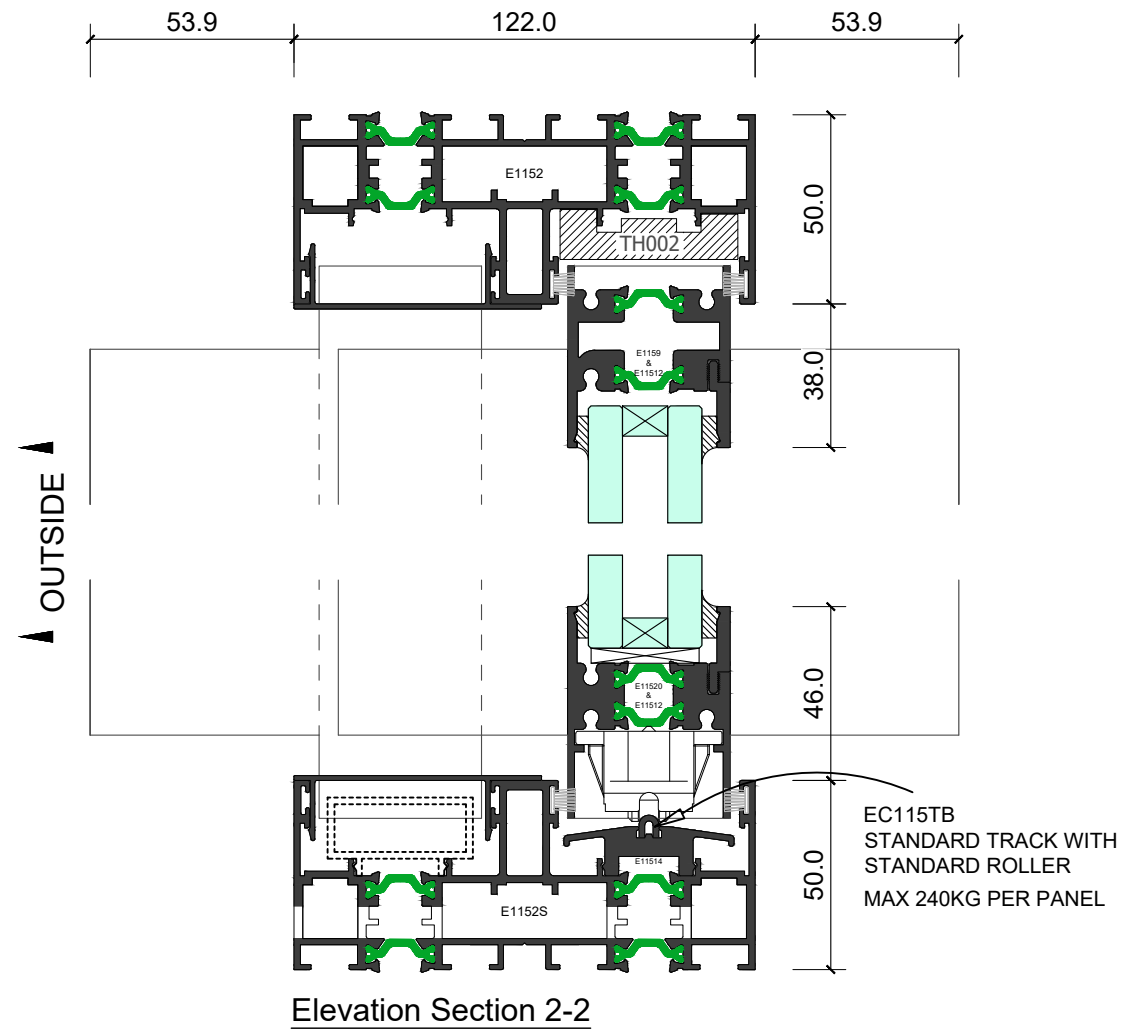 53.9
122.0
53.9
E1152
50.0
TH002
E1159
&
E11512
38.0
OUTSIDE
E11520
&
E11512
46.0
EC115TB
STANDARD TRACK WITH
STANDARD ROLLER
MAX 240KG PER PANEL
E11514
50.0
E1152S
Elevation Section 2-2